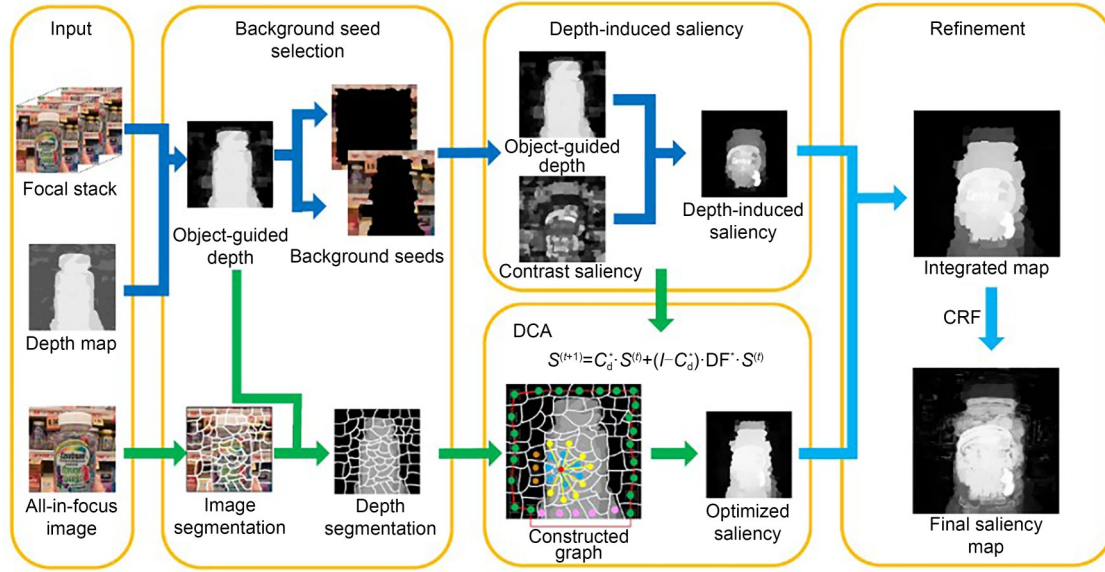 Input
Focal stack
Depth map
All-in-focus
image
Background seed
selection
Object-guided
depth
Background seeds
Image
segmentation
Depth
segmentation
Depth-induced saliency
Object-guided
depth
Contrast saliency
Depth-induced
saliency
DCA
S^(t+1)=C_d^*·S^(t)+(I–C_d^*)·DF^*·S^(t)
Constructed
graph
Optimized
saliency
Refinement
Integrated map
CRF
Final saliency
map